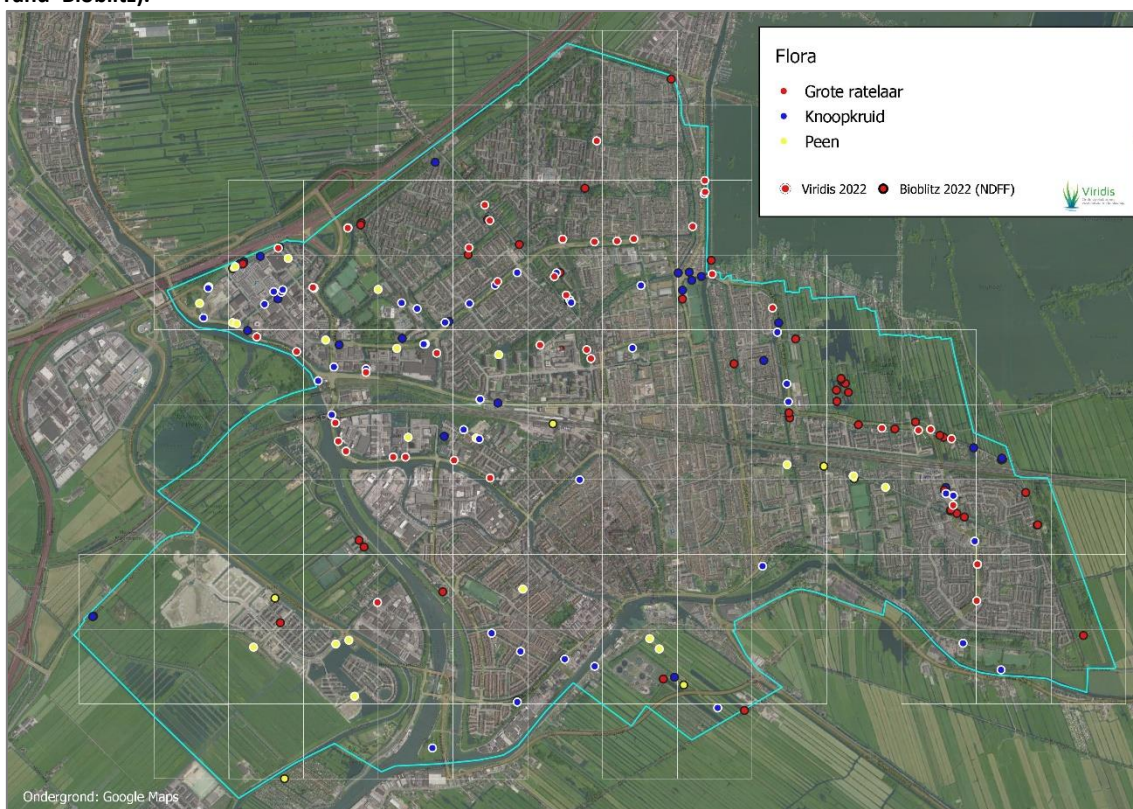 rand- Bioblitz).
Flora
Grote ratelaar
Knoopkruid
Peen
Viridis 2022 Bioblitz 2022 (NDFF)
Viridis
Ondergrond: Google Maps